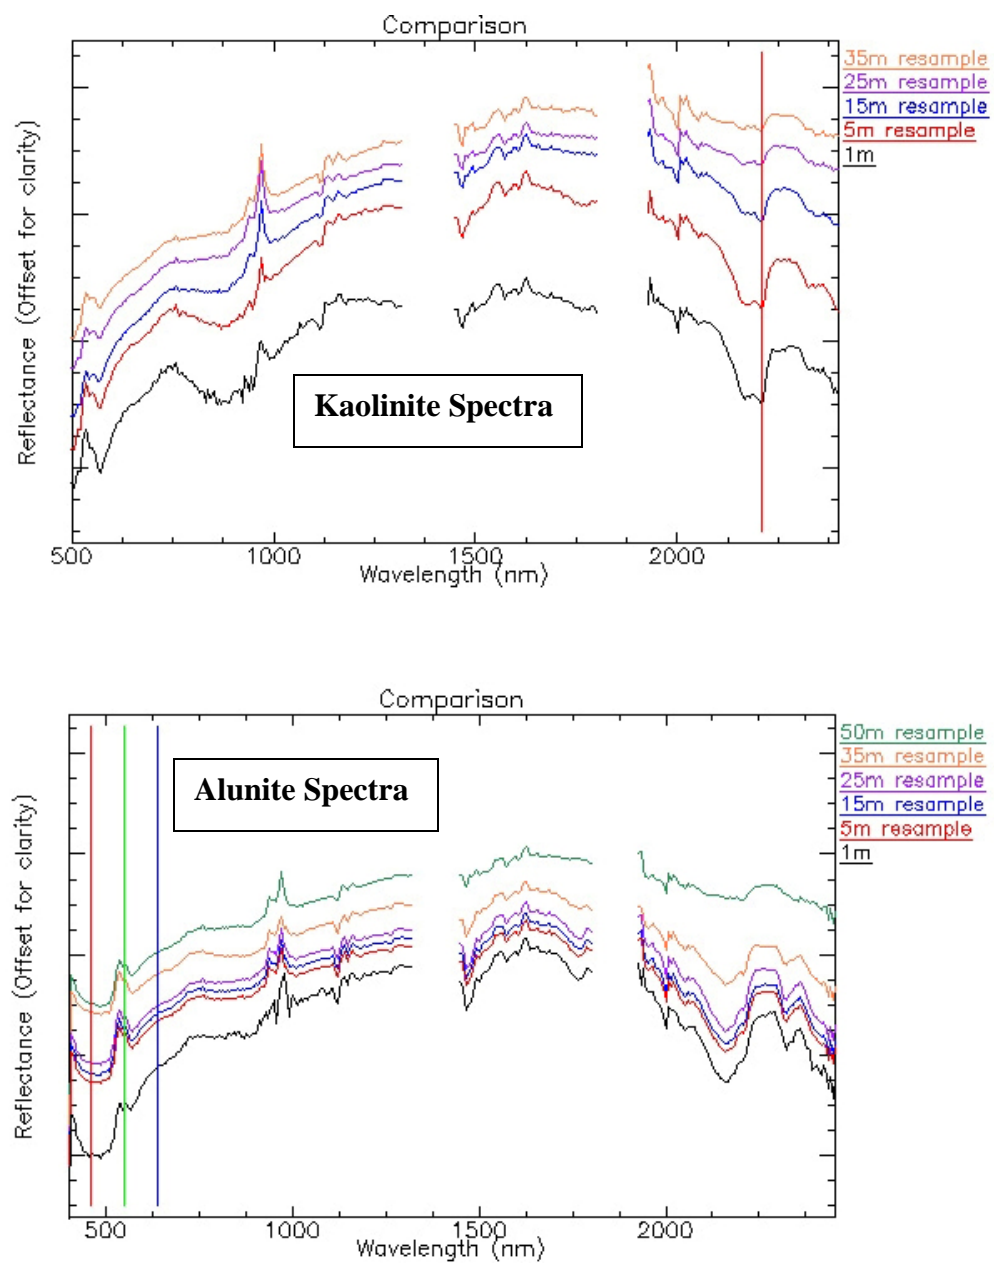 Comparison
35m resample
25m resample
15m resample
5m resample
1m
Reflectance (Offset for clarity)
Kaolinite Spectra
500 1000 1500 2000
Wavelength (nm)
Comparison
50m resample
35m resample
25m resample
15m resample
5m resample
1m
Alunite Spectra
Reflectance (Offset for clarity)
500 1000 1500 2000
Wavelength (nm)